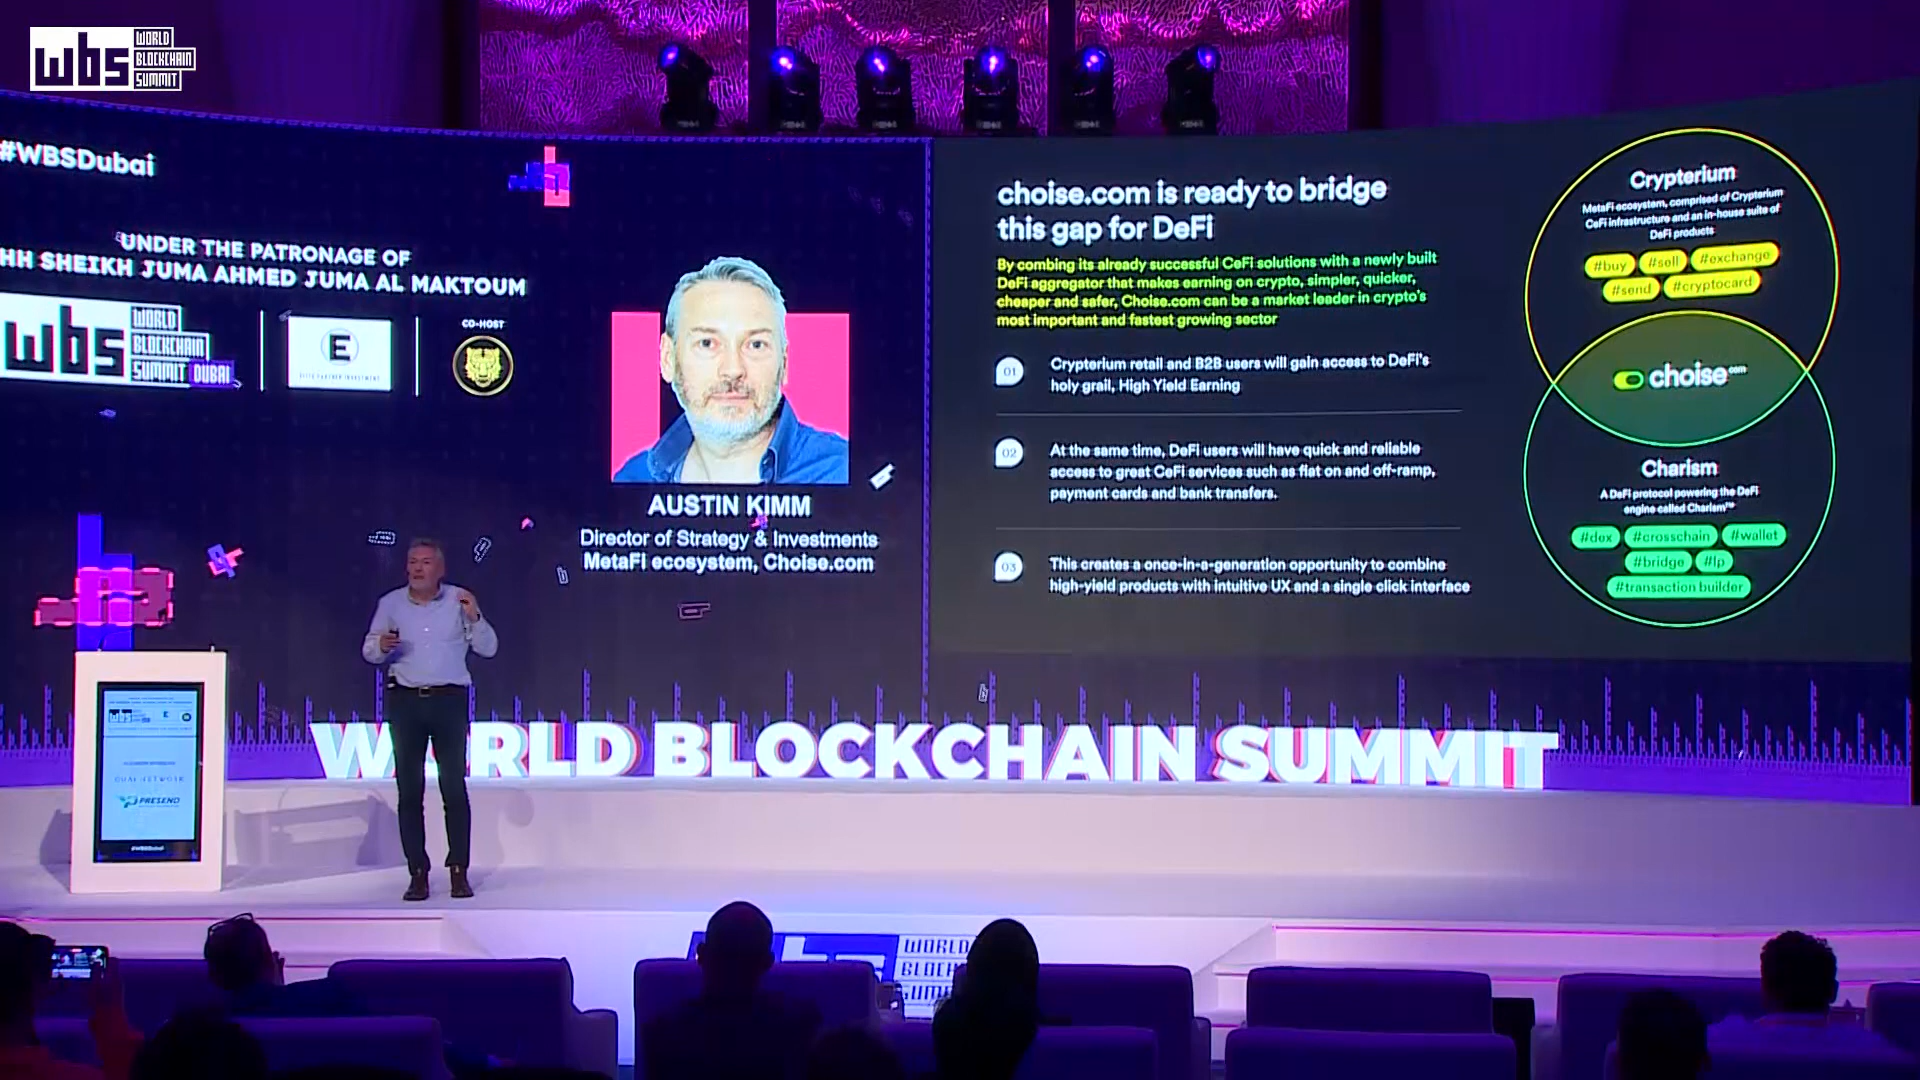 wbs WORLD
BLOCKCHAIN
SUMMIT
#WBSDubai
UNDER THE PATRONAGE OF
HH SHEIKH JUMA AHMED JUMA AL MAKTOUM
wbs WORLD
BLOCKCHAIN
SUMMIT DUBAI
E
CO-HOST
AUSTIN KIMM
Director of Strategy & Investments
MetaFi ecosystem, Choise.com
choise.com is ready to bridge
this gap for DeFi
By combing its already successful CeFi solutions with a newly built
DeFi aggregator that makes earning on crypto, simpler, quicker,
cheaper and safer, Choise.com can be a market leader in crypto's
most important and fastest growing sector
01
Crypterium retail and B2B users will gain access to DeFi's
holy grail, High Yield Earning
02
At the same time, DeFi users will have quick and reliable
access to great CeFi services such as fiat on and off-ramp,
payment cards and bank transfers.
03
This creates a once-in-a-generation opportunity to combine
high-yield products with intuitive UX and a single click interface
Crypterium
MetaFi ecosystem, comprised of Crypterium
CeFi infrastructure and an in-house suite of
DeFi products
#buy #sell #exchange
#send #cryptocard
choise.com
Charism
A DeFi protocol powering the DeFi
engine called Charism™
#dex #crosschain #wallet
#bridge #lp
#transaction builder
WORLD BLOCKCHAIN SUMMIT
wbs
PRESEND
#WBSDubai
WORLD